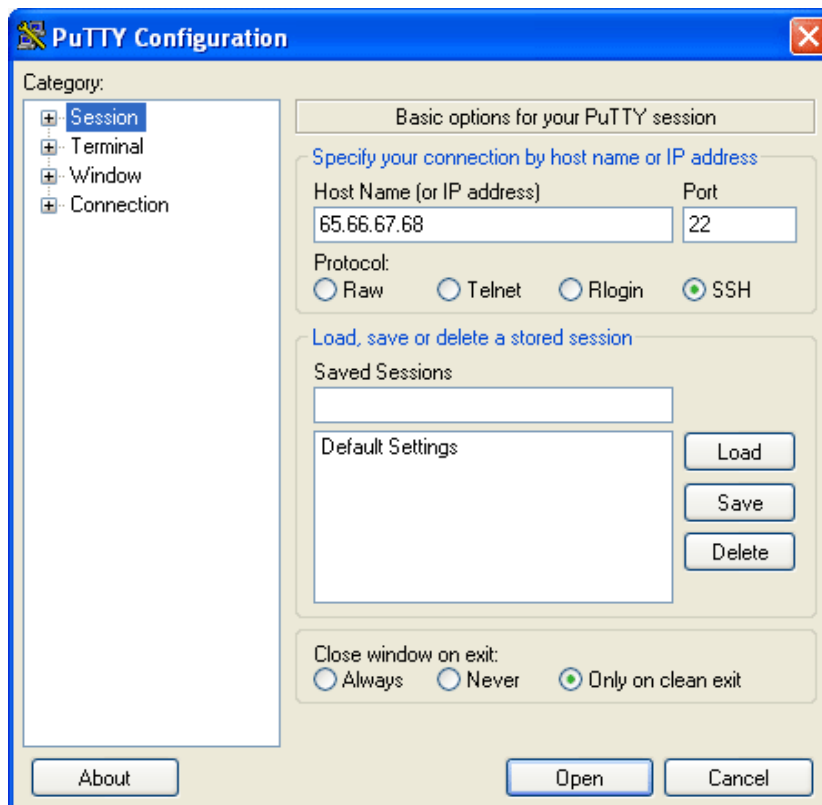 PuTTY Configuration
Category:
Session
Terminal
Window
Connection
Basic options for your PuTTY session
Specify your connection by host name or IP address
Host Name (or IP address) Port
65.66.67.68 22
Protocol:
Raw Telnet Rlogin SSH
Load, save or delete a stored session
Saved Sessions
Default Settings
Load
Save
Delete
Close window on exit:
Always Never Only on clean exit
About Open Cancel